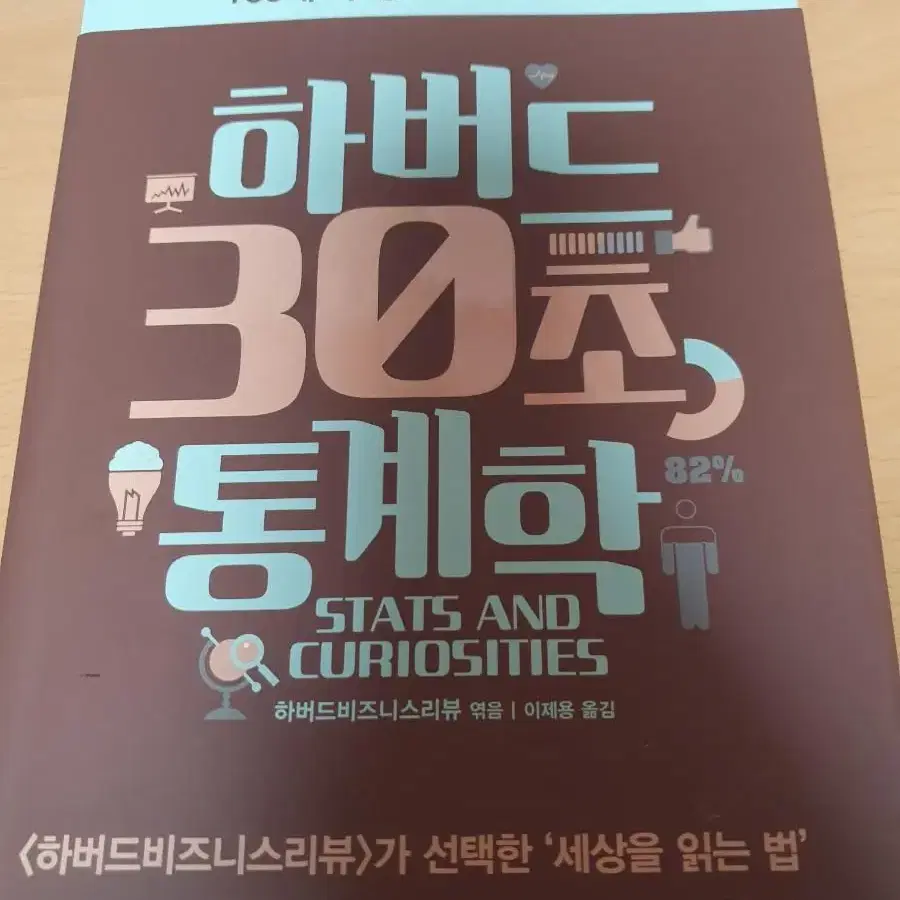 하버드
30초
통계학
82%
STATS AND
CURIOSITIES
하버드비즈니스리뷰 엮음 | 이제용 옮김
<하버드비즈니스리뷰>가 선택한 '세상을 읽는 법'